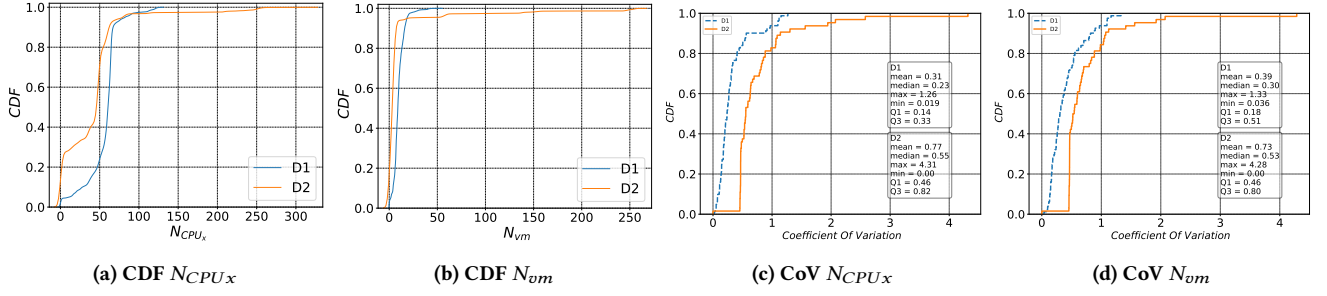 1.0
0.8
0.6
0.4
0.2
0.0
CDF
0 50 100 150 200 250 300
N_CPU_x
D1
D2
(a) CDF N_CPUx
1.0
0.8
0.6
0.4
0.2
0.0
CDF
0 50 100 150 200 250
N_vm
D1
D2
(b) CDF N_vm
1.0
0.8
0.6
0.4
0.2
0.0
CDF
D1
D2
D1
mean = 0.31
median = 0.23
max = 1.26
min = 0.019
Q1 = 0.14
Q3 = 0.33
D2
mean = 0.77
median = 0.55
max = 4.31
min = 0.00
Q1 = 0.46
Q3 = 0.82
0 1 2 3 4
Coefficient Of Variation
(c) CoV N_CPUx
1.0
0.8
0.6
0.4
0.2
0.0
CDF
D1
D2
D1
mean = 0.39
median = 0.30
max = 1.33
min = 0.036
Q1 = 0.18
Q3 = 0.51
D2
mean = 0.73
median = 0.53
max = 4.28
min = 0.00
Q1 = 0.46
Q3 = 0.80
0 1 2 3 4
Coefficient Of Variation
(d) CoV N_vm